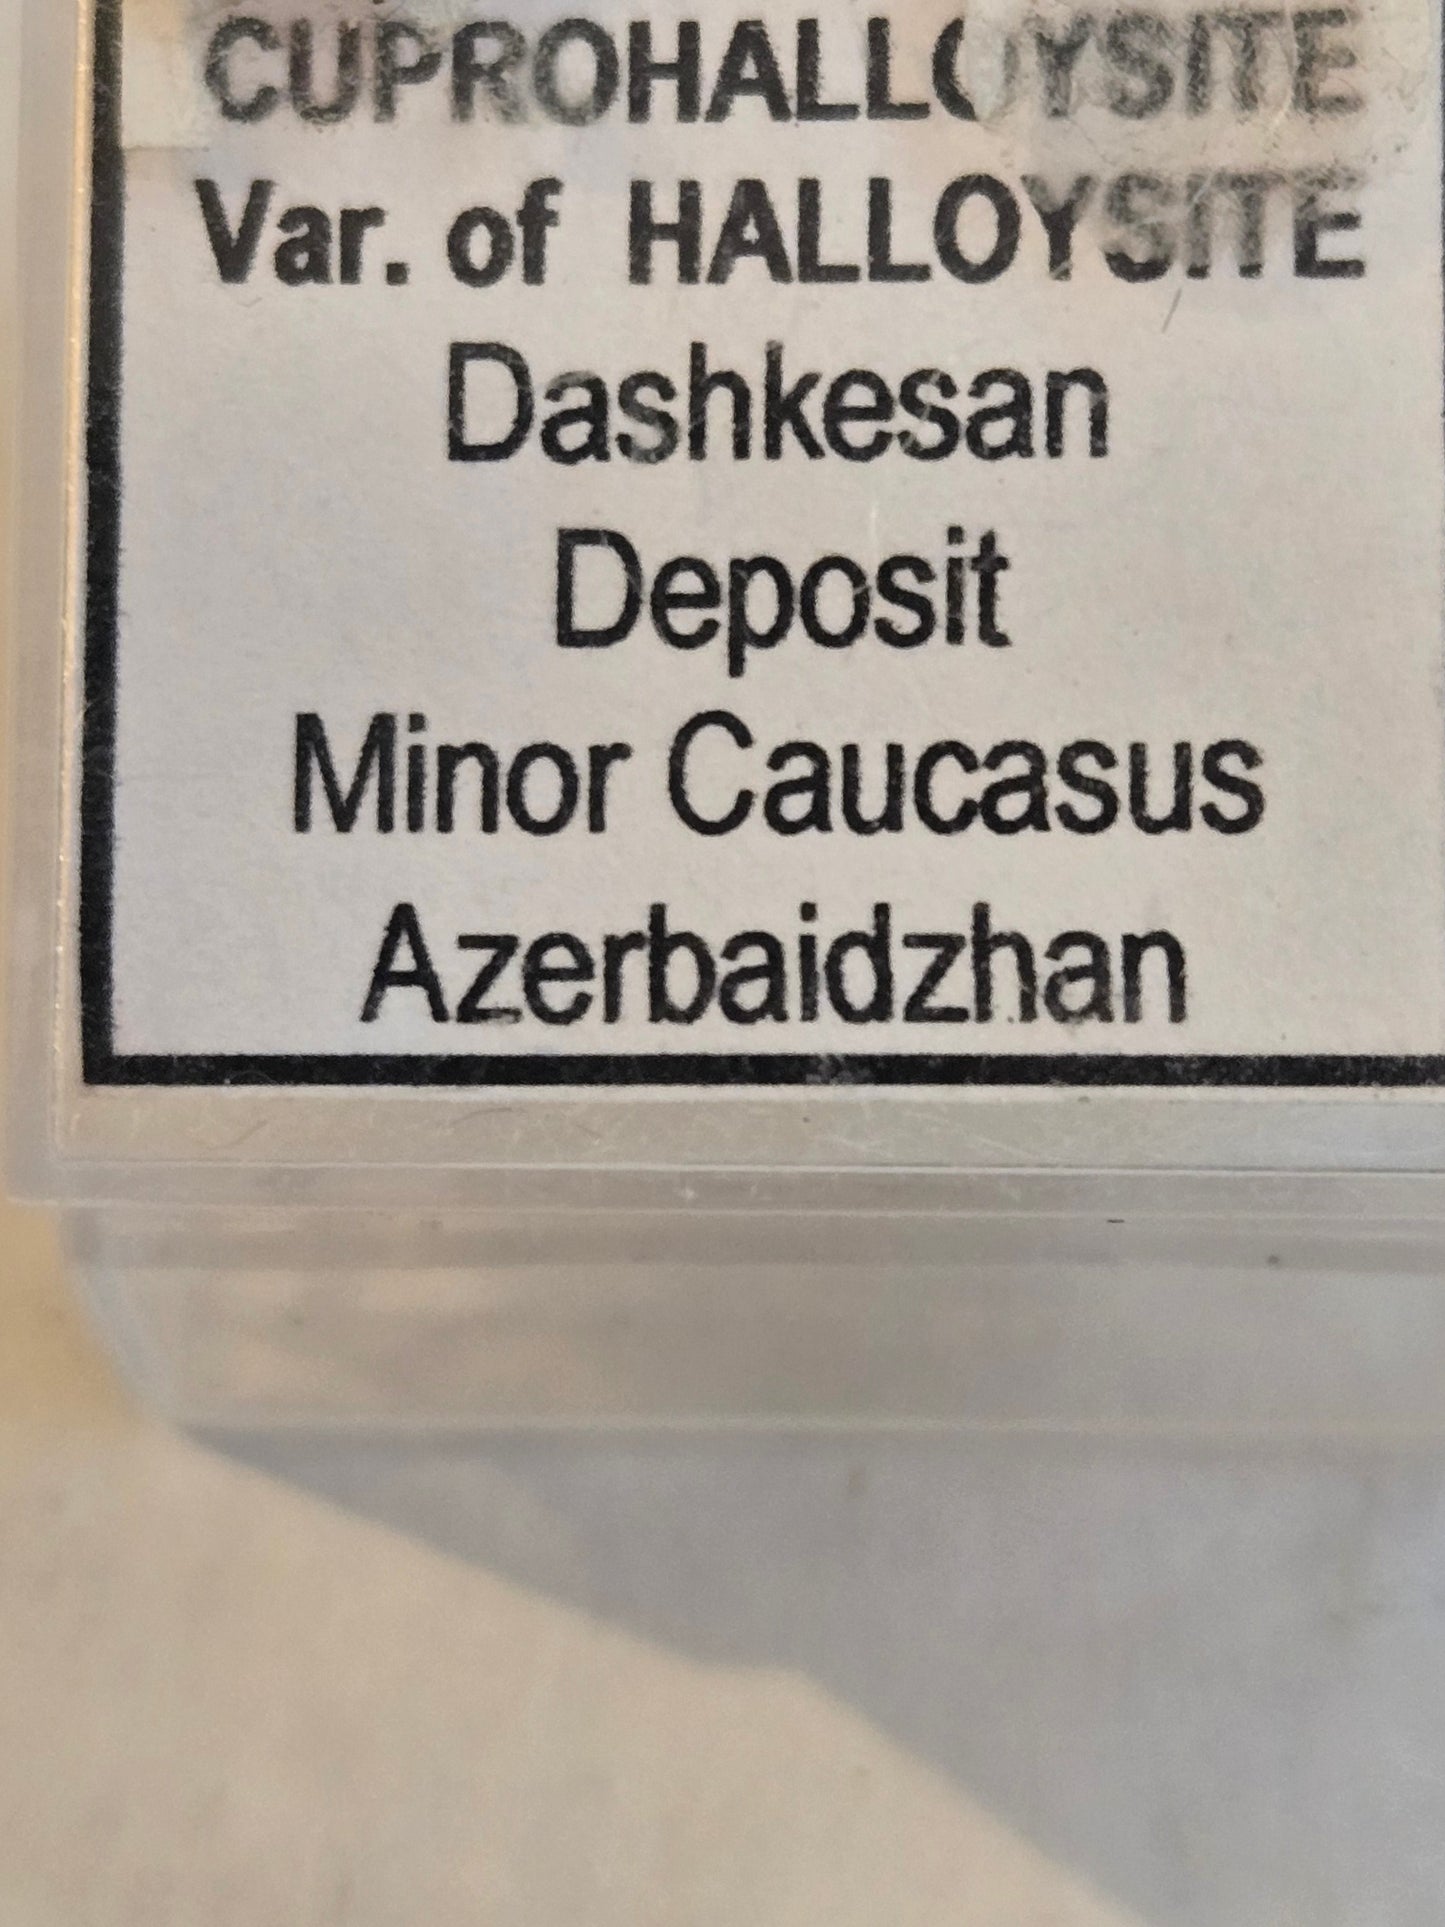 CUPROHALLOYSITE
Var. of HALLOYSITE
Dashkesan
Deposit
Minor Caucasus
Azerbaidzhan